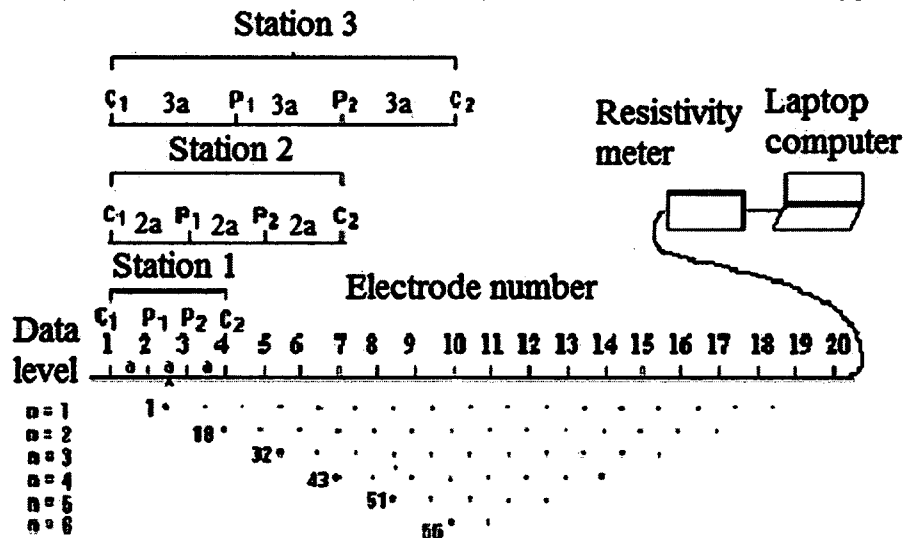 Station 3
C1 3a P1 3a P2 3a C2
Station 2
C1 2a P1 2a P2 2a C2
Station 1
C1 P1 P2 C2
Resistivity meter
Laptop computer
Electrode number
Data level
1 2 3 4 5 6 7 8 9 10 11 12 13 14 15 16 17 18 19 20
a a a
x
n = 1 1
n = 2 18
n = 3 32
n = 4 43
n = 5 51
n = 6 56